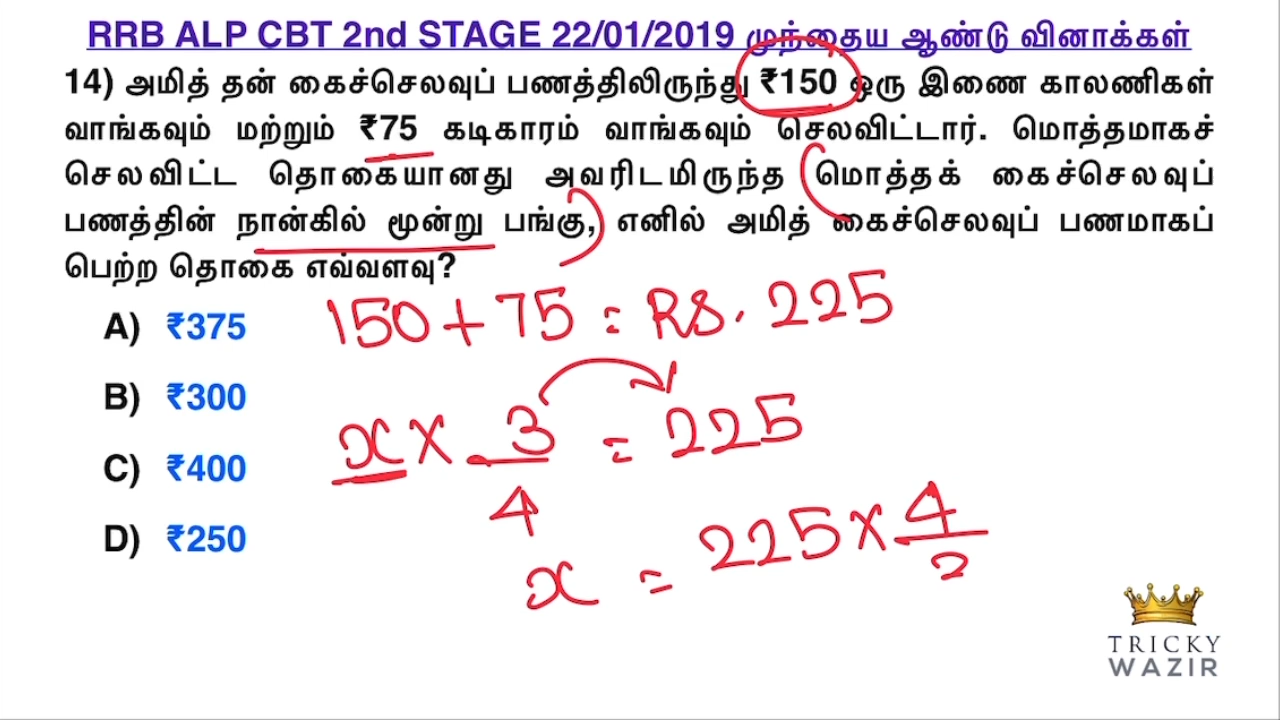 RRB ALP CBT 2nd STAGE 22/01/2019 முந்தைய ஆண்டு வினாக்கள்
14) அமித் தன் கைச்செலவுப் பணத்திலிருந்து ₹150 ஒரு இணை காலணிகள்
வாங்கவும் மற்றும் ₹75 கடிகாரம் வாங்கவும் செலவிட்டார். மொத்தமாகச்
செலவிட்ட தொகையானது அவரிடமிருந்த மொத்தக் கைச்செலவுப்
பணத்தின் நான்கில் மூன்று பங்கு, எனில் அமித் கைச்செலவுப் பணமாகப்
பெற்ற தொகை எவ்வளவு?
150 + 75 = RS. 225
A) ₹375
B) ₹300
x × 3/4 = 225
C) ₹400
D) ₹250
x = 225 × 4/
TRICKY
WAZIR